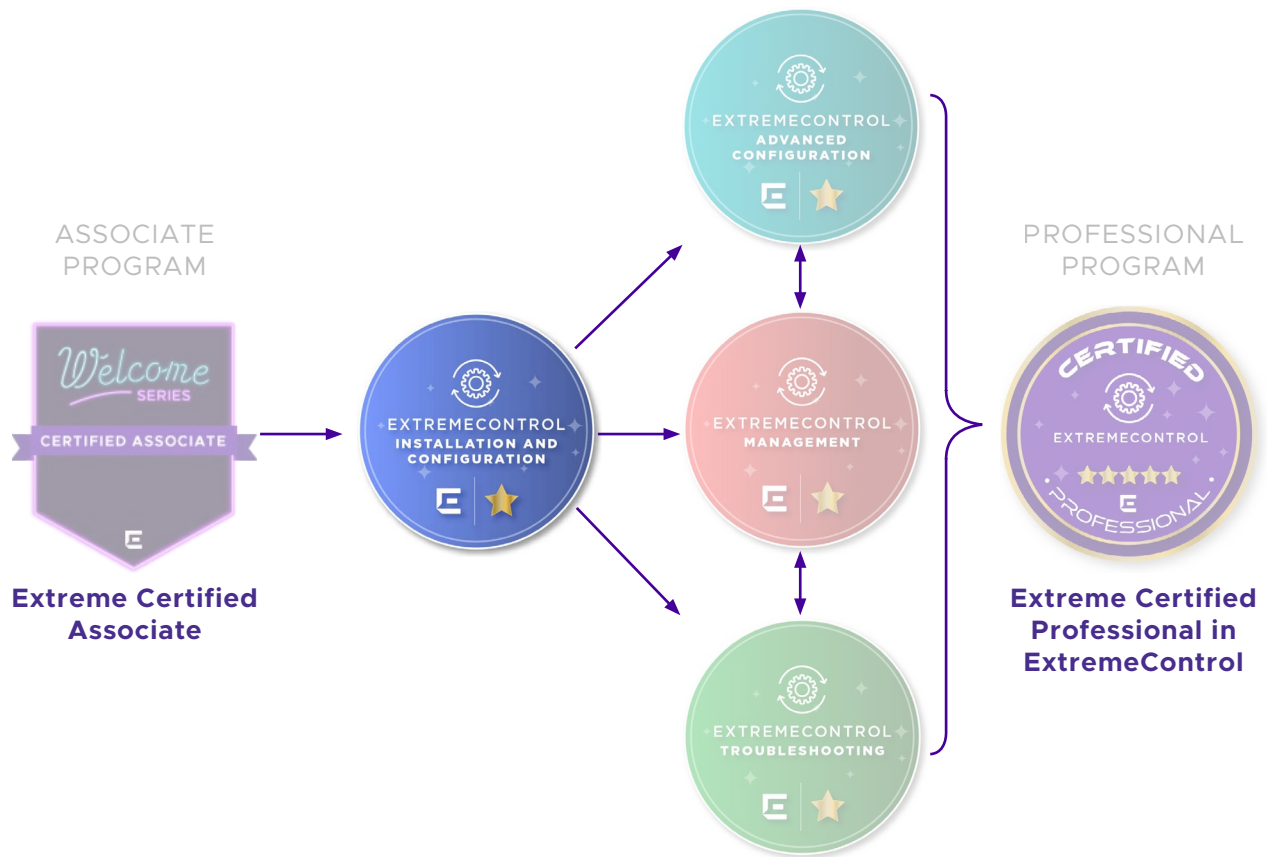 ASSOCIATE
PROGRAM
Welcome
SERIES
CERTIFIED ASSOCIATE
Extreme Certified
Associate
EXTREMECONTROL
INSTALLATION AND
CONFIGURATION
EXTREMECONTROL
ADVANCED
CONFIGURATION
EXTREMECONTROL
MANAGEMENT
EXTREMECONTROL
TROUBLESHOOTING
PROFESSIONAL
PROGRAM
CERTIFIED
EXTREMECONTROL
PROFESSIONAL
Extreme Certified
Professional in
ExtremeControl